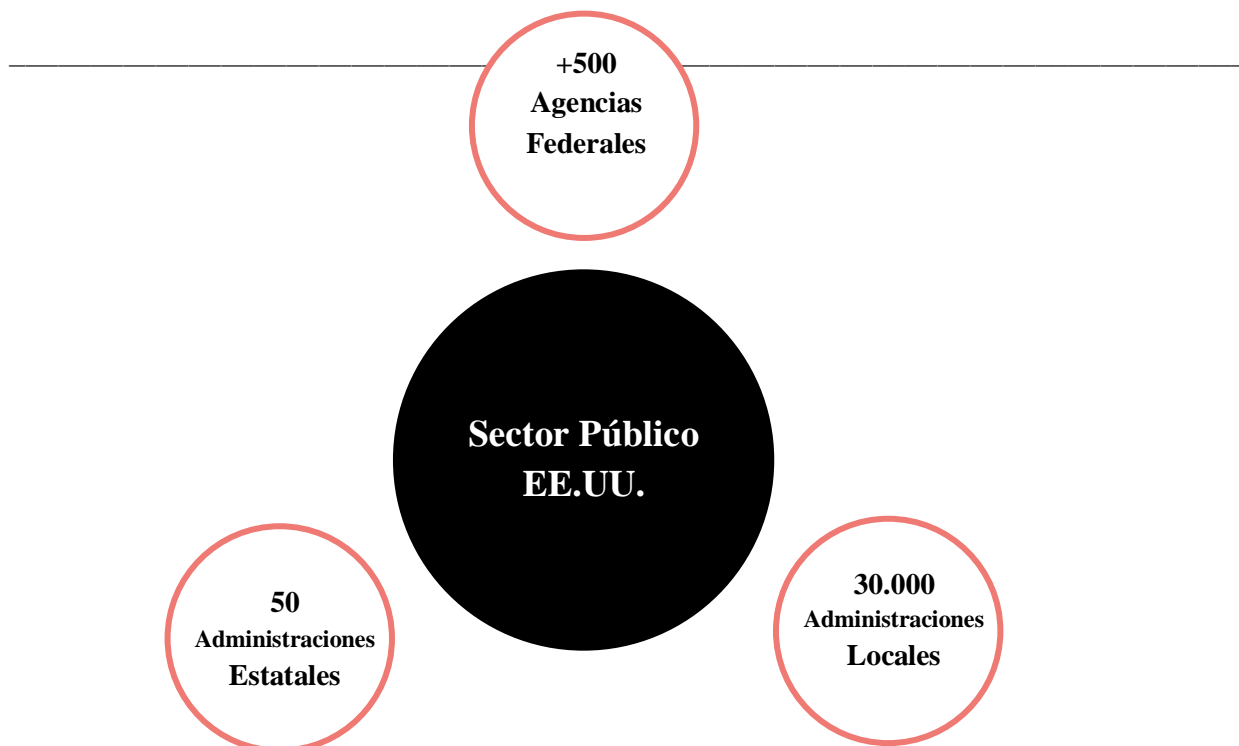 +500
Agencias
Federales
Sector Público
EE.UU.
50
Administraciones
Estatales
30.000
Administraciones
Locales